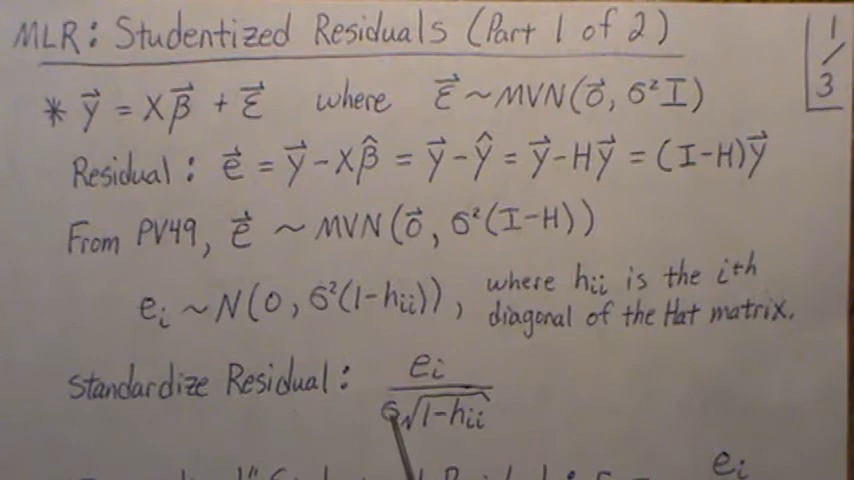 MLR: Studentized Residuals (Part 1 of 2)
1/3
* y⃗ = Xβ⃗ + ε⃗ where ε⃗ ~ MVN(0⃗, σ²I)
Residual: e⃗ = y⃗ - Xβ̂ = y⃗ - ŷ = y⃗ - Hy⃗ = (I-H)y⃗
From PV49, e⃗ ~ MVN(0⃗, σ²(I-H))
eᵢ ~ N(0, σ²(1-hᵢᵢ)), where hᵢᵢ is the iᵗʰ
diagonal of the Hat matrix.
Standardize Residual: eᵢ / σ√(1-hᵢᵢ)
eᵢ